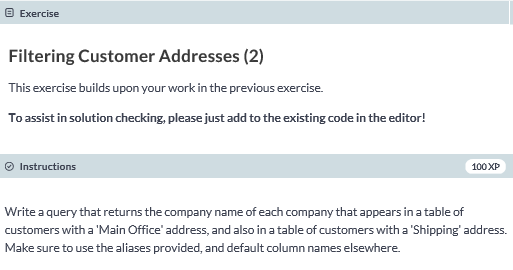 Exercise
Filtering Customer Addresses (2)
This exercise builds upon your work in the previous exercise.
To assist in solution checking, please just add to the existing code in the editor!
Instructions
100 XP
Write a query that returns the company name of each company that appears in a table of
customers with a 'Main Office' address, and also in a table of customers with a 'Shipping' address.
Make sure to use the aliases provided, and default column names elsewhere.